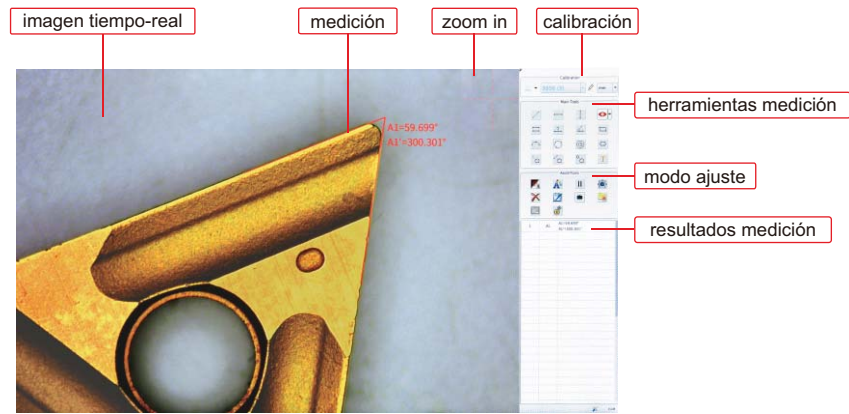 imagen tiempo-real
medición
zoom in
calibración
herramientas medición
A1=59.699°
A1'=300.301°
modo ajuste
resultados medición